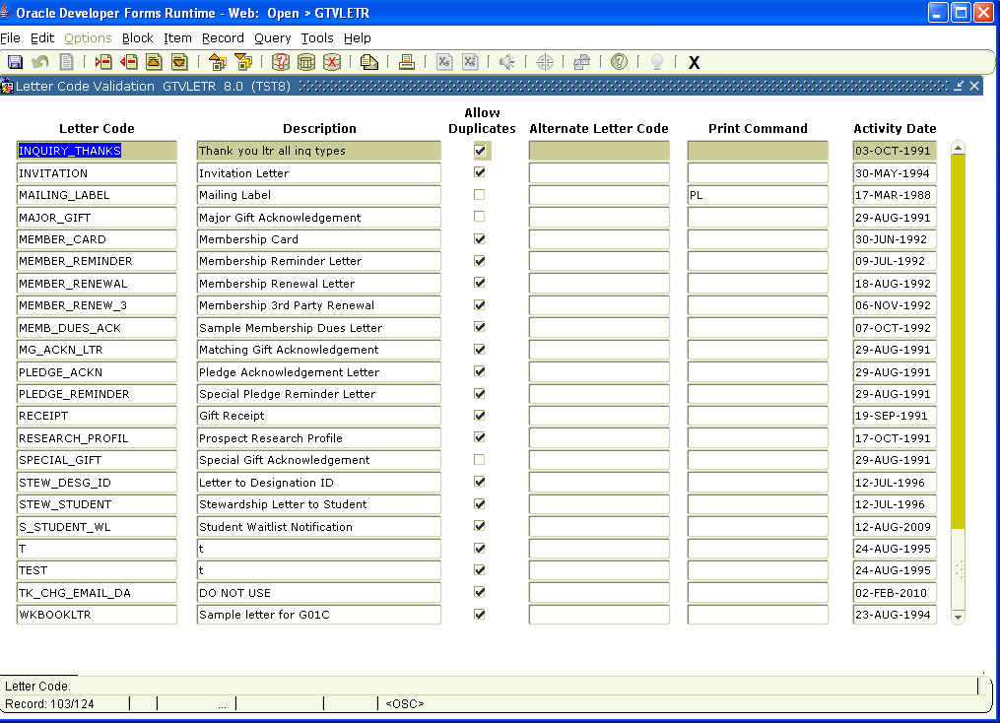 Oracle Developer Forms Runtime - Web: Open > GTVLETR
File Edit Options Block Item Record Query Tools Help
X
Letter Code Validation GTVLETR 8.0 (TST8)
Letter Code Description Allow Duplicates Alternate Letter Code Print Command Activity Date
INQUIRY_THANKS Thank you ltr all inq types 03-OCT-1991
INVITATION Invitation Letter 30-MAY-1994
MAILING_LABEL Mailing Label PL 17-MAR-1988
MAJOR_GIFT Major Gift Acknowledgement 29-AUG-1991
MEMBER_CARD Membership Card 30-JUN-1992
MEMBER_REMINDER Membership Reminder Letter 09-JUL-1992
MEMBER_RENEWAL Membership Renewal Letter 18-AUG-1992
MEMBER_RENEW_3 Membership 3rd Party Renewal 06-NOV-1992
MEMB_DUES_ACK Sample Membership Dues Letter 07-OCT-1992
MG_ACKN_LTR Matching Gift Acknowledgement 29-AUG-1991
PLEDGE_ACKN Pledge Acknowledgement Letter 29-AUG-1991
PLEDGE_REMINDER Special Pledge Reminder Letter 29-AUG-1991
RECEIPT Gift Receipt 19-SEP-1991
RESEARCH_PROFIL Prospect Research Profile 17-OCT-1991
SPECIAL_GIFT Special Gift Acknowledgement 29-AUG-1991
STEW_DESG_ID Letter to Designation ID 12-JUL-1996
STEW_STUDENT Stewardship Letter to Student 12-JUL-1996
S_STUDENT_WL Student Waitlist Notification 12-AUG-2009
T t 24-AUG-1995
TEST t 24-AUG-1995
TK_CHG_EMAIL_DA DO NOT USE 02-FEB-2010
WKBOOKLTR Sample letter for G01C 23-AUG-1994
Letter Code.
Record: 103/124 ... <OSC>